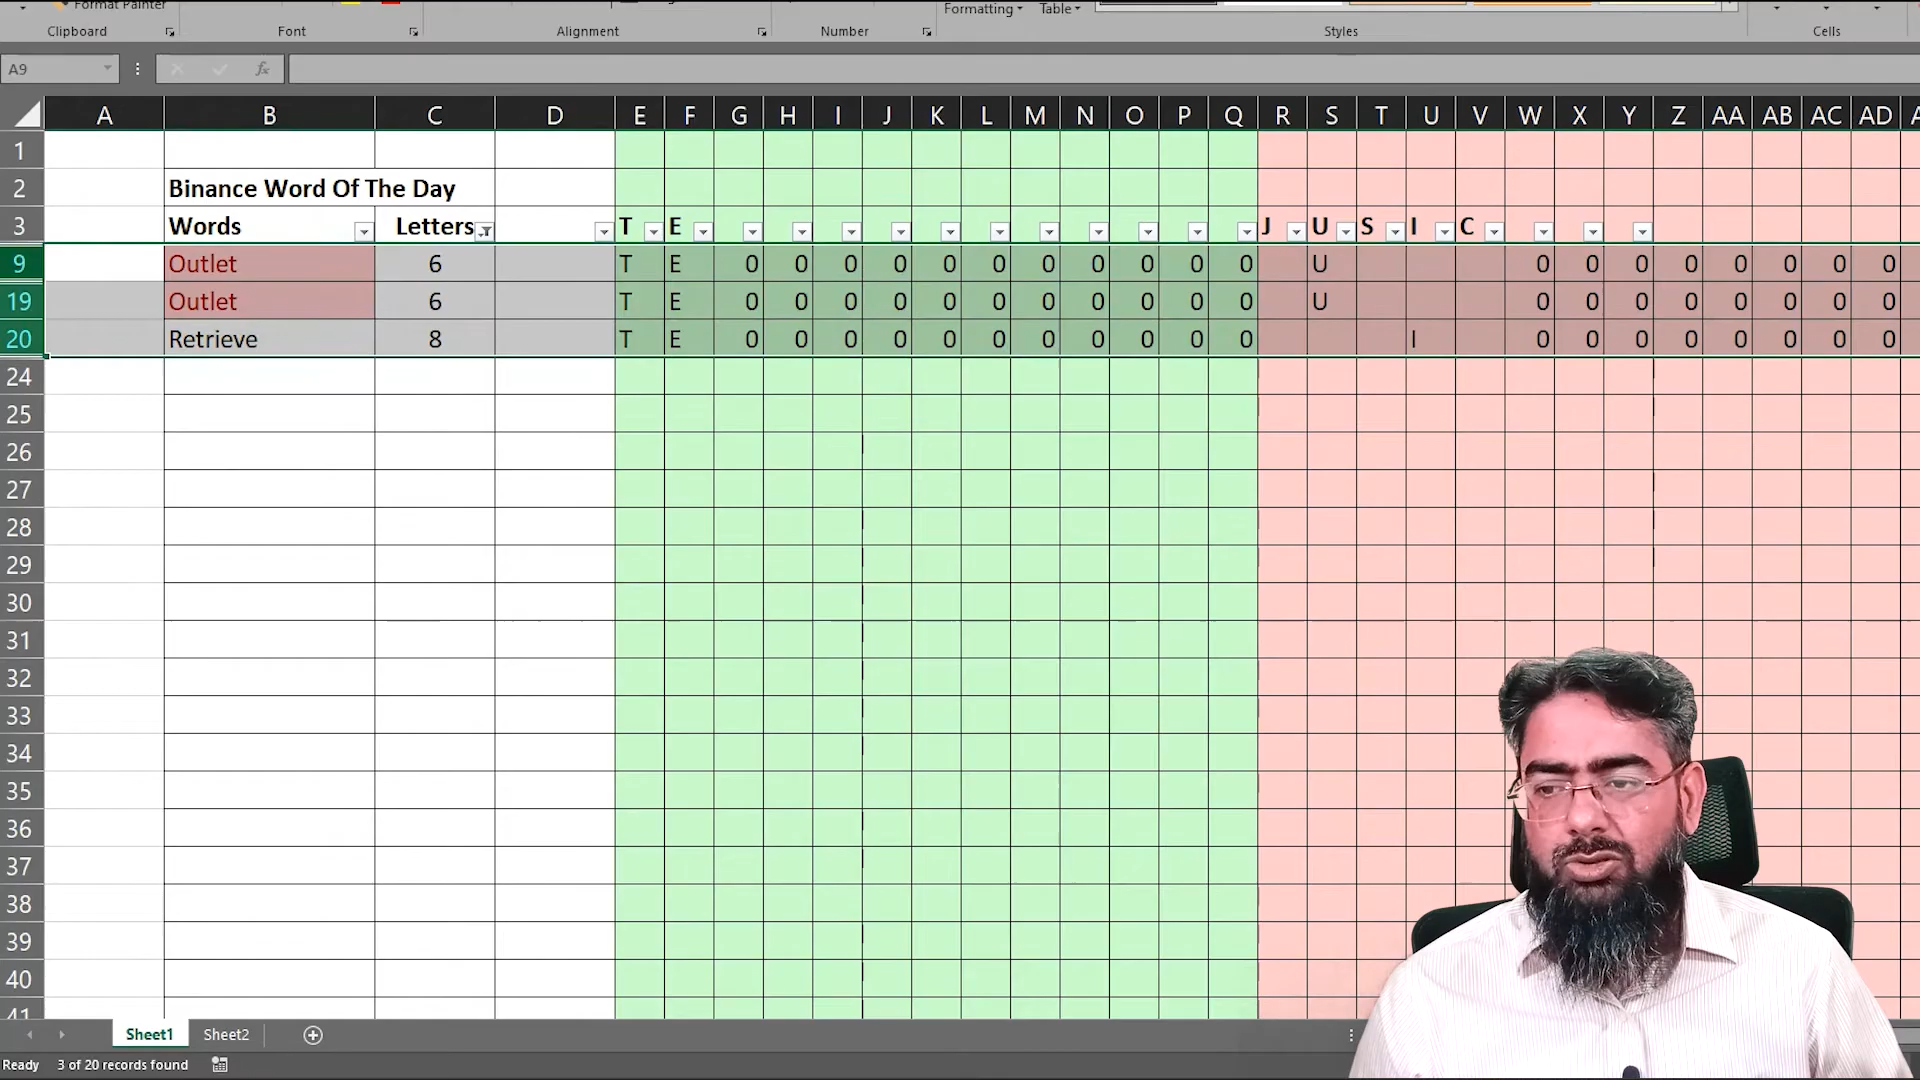 Format Painter
Formatting
Table
Clipboard
Font
Alignment
Number
Styles
Cells
A9
fx
A B C D E F G H I J K L M N O P Q R S T U V W X Y Z AA AB AC AD
1
2 Binance Word Of The Day
3 Words Letters T E J U S I C
9 Outlet 6 T E 0 0 0 0 0 0 0 0 0 0 0 U 0 0 0 0 0 0 0 0
19 Outlet 6 T E 0 0 0 0 0 0 0 0 0 0 0 U 0 0 0 0 0 0 0 0
20 Retrieve 8 T E 0 0 0 0 0 0 0 0 0 0 0 I 0 0 0 0 0 0 0 0
24
25
26
27
28
29
30
31
32
33
34
35
36
37
38
39
40
41
Sheet1 Sheet2
Ready 3 of 20 records found